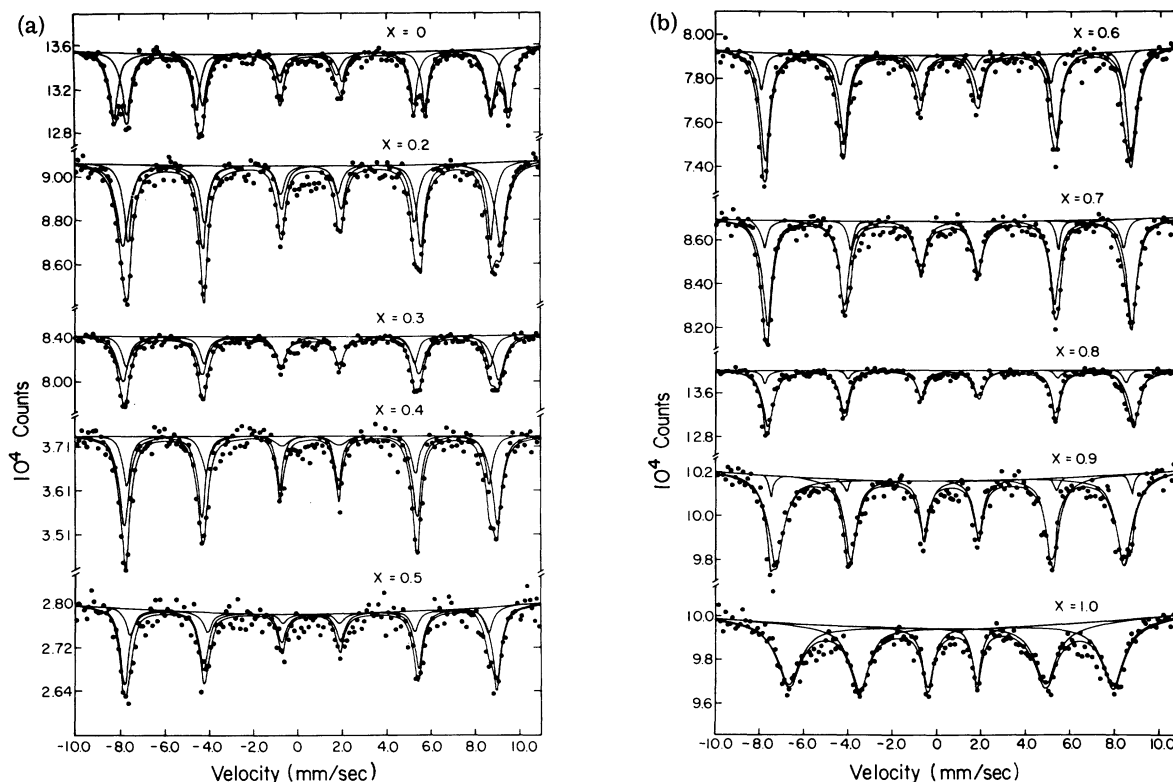 (a)
X = 0
13.6
13.2
12.8
X = 0.2
9.00
8.80
8.60
X = 0.3
8.40
8.00
X = 0.4
3.71
3.61
3.51
X = 0.5
2.80
2.72
2.64
10⁴ Counts
-10.0 -8.0 -6.0 -4.0 -2.0 0 2.0 4.0 6.0 8.0 10.0
Velocity (mm/sec)
(b)
X = 0.6
8.00
7.80
7.60
7.40
X = 0.7
8.60
8.40
8.20
X = 0.8
13.6
12.8
X = 0.9
10.2
10.0
9.8
X = 1.0
10.0
9.8
9.6
10⁴ Counts
-10.0 -8.0 -6.0 -4.0 -2.0 0.0 2.0 4.0 6.0 8.0 10.0
Velocity (mm/sec)